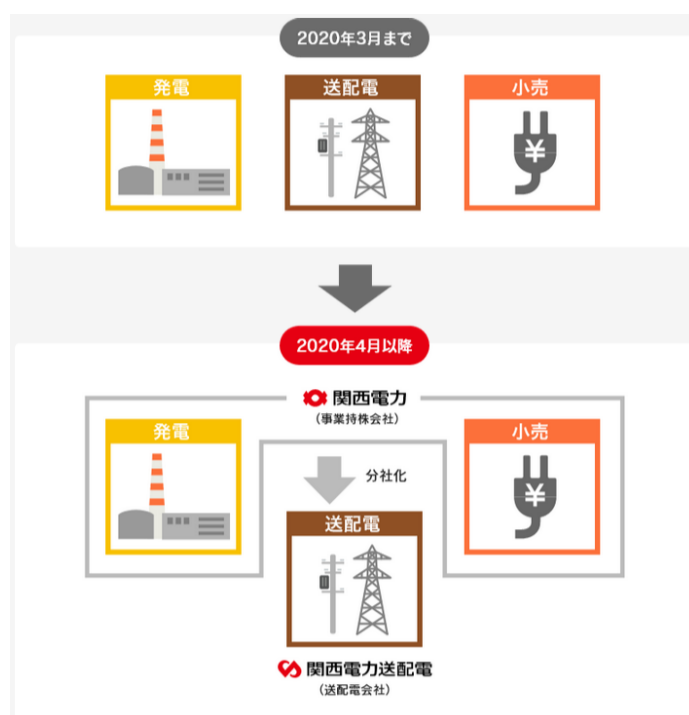 2020年3月まで
発電
送配電
小売
¥
2020年4月以降
関西電力
(事業持株会社)
発電
小売
¥
分社化
送配電
関西電力送配電
(送配電会社)